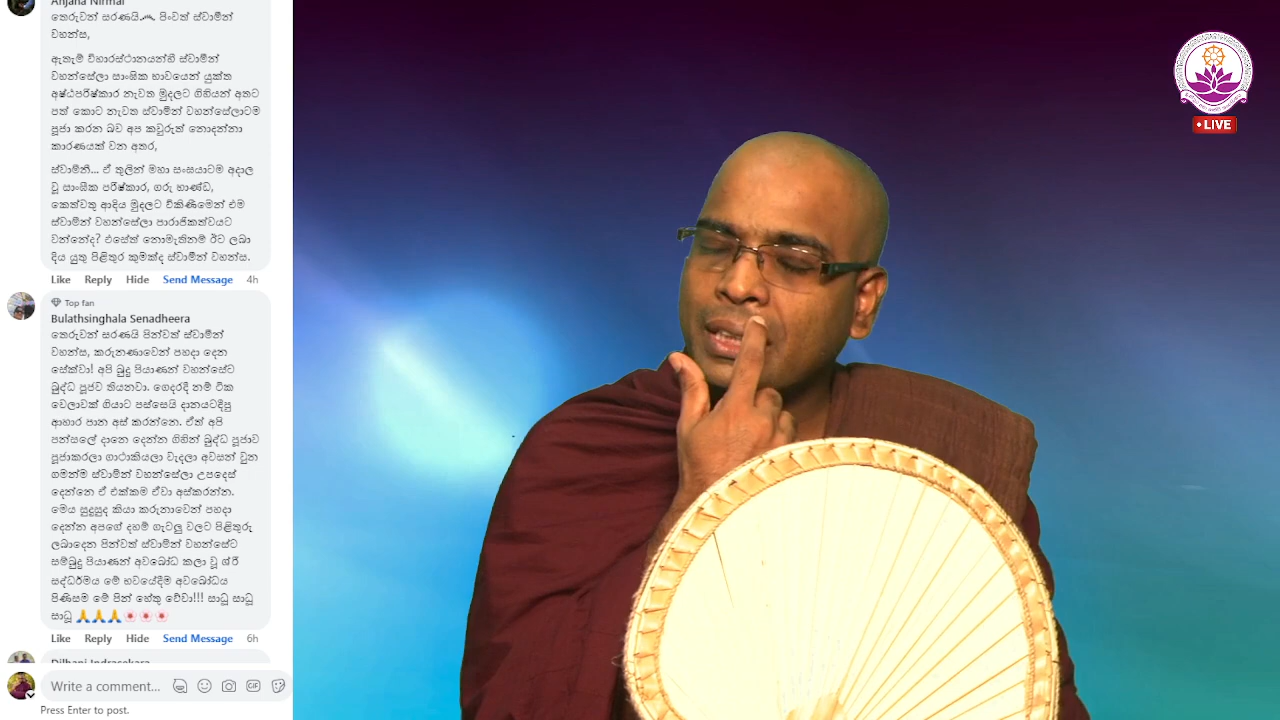 Anjana Nirmal
තෙරුවන් සරණයි. පිංවත් ස්වාමීන්
වහන්ස,
ඇතැම් විහාරස්ථානයන්හී ස්වාමීන්
වහන්සේලා සාංඝික භාවයෙන් යුක්ත
අෂ්ඨපරිෂ්කාර නැවත මුදලට ගිහියන් අතට
පත් කොට නැවත ස්වාමීන් වහන්සේලාටම
පූජා කරන බව අප කවුරුත් නොදන්නා
කාරණයක් වන අතර,
ස්වාමීනී... ඒ තුලින් මහා සංඝයාටම අදාල
වූ සාංඝික පරිෂ්කාර, ගරු භාණ්ඩ,
කෙත්වතු ආදිය මුදලට විකිණිමෙන් එම
ස්වාමීන් වහන්සේලා පාරාජිකත්වයට
වන්නේද? එසේත් නොමැතිනම් ඊට ලබා
දිය යුතු පිළිතුර කුමක්ද ස්වාමීන් වහන්ස.
Like Reply Hide Send Message 4h
Top fan
Bulathsinghala Senadheera
තෙරුවන් සරණයි පින්වත් ස්වාමීන්
වහන්ස, කරුනණාවෙන් පහදා දෙන
සේක්වා! අපි බුදු පියාණන් වහන්සේට
බුද්ධ පූජව තියනවා. ගෙදරදී නම් ටික
වෙලාවක් ගියාට පස්සෙයි දානයටදීපු
ආහාර පාන අස් කරන්නෙ. ඒත් අපි
පන්සලේ දානෙ දෙන්න ගිහින් බුද්ධ පූජාව
පූජාකරලා ගාථාකියලා වැදලා අවසන් වුන
ගමන්ම ස්වාමීන් වහන්සේලා උපදෙස්
දෙන්නෙ ඒ එක්කම ඒවා අස්කරන්න.
මෙය සුදුසුද කියා කරුනාවෙන් පහදා
දෙන්න අපගේ දහම් ගැටලු වලට පිළිතුරු
ලබාදෙන පින්වත් ස්වාමීන් වහන්සේට
සම්බුදු පියාණන් අවබෝධ කලා වූ ශ්‍රී
සද්ධර්මය මේ භවයේදීම අවබෝධය
පිණිසම මේ පින් හේතු වේවා!!! සාධූ සාධූ
සාධූ 🙏🙏🙏🌸🌸🌸
Like Reply Hide Send Message 6h
Dilhani Indrasekara
Write a comment...
GIF
Press Enter to post.
• LIVE